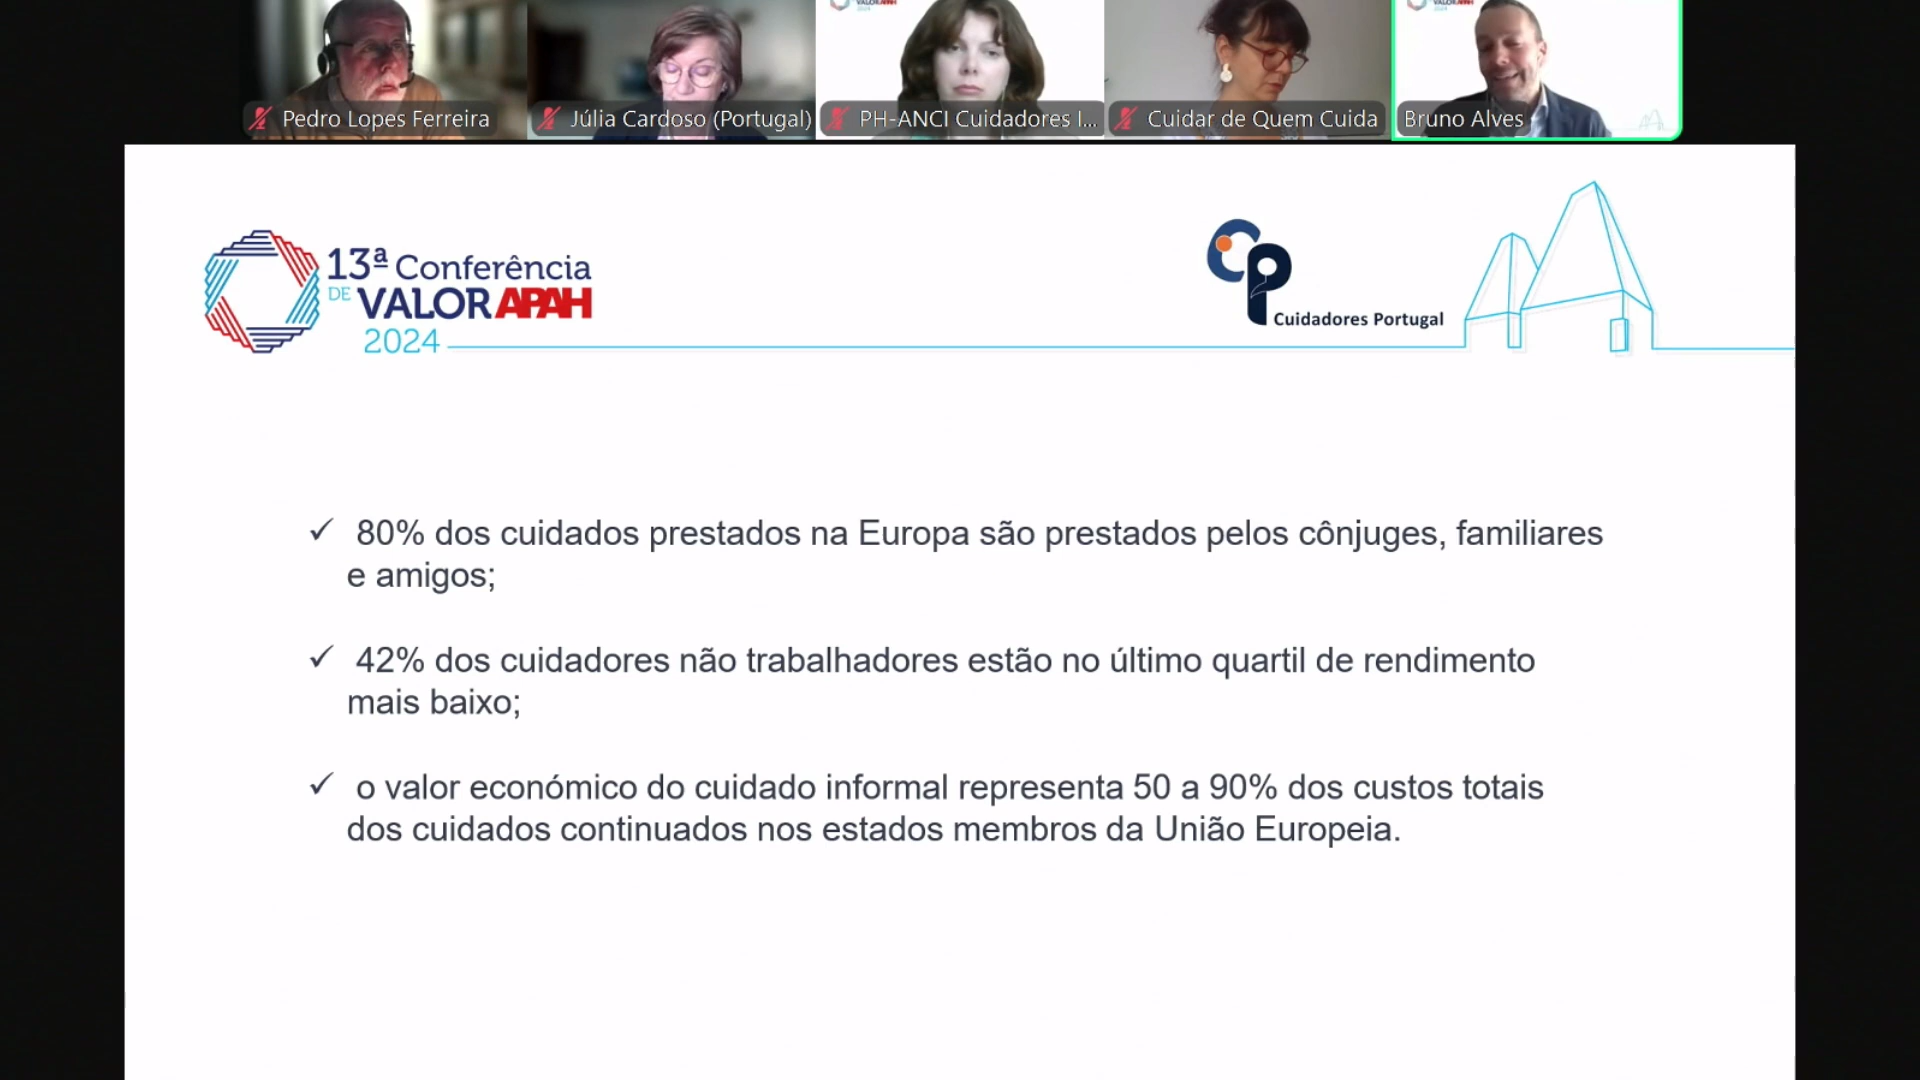 Pedro Lopes Ferreira
Júlia Cardoso (Portugal)
PH-ANCI Cuidadores I...
Cuidar de Quem Cuida
Bruno Alves
13ª Conferência
DE VALOR APAH
2024
CP
Cuidadores Portugal
✓ 80% dos cuidados prestados na Europa são prestados pelos cônjuges, familiares
e amigos;
✓ 42% dos cuidadores não trabalhadores estão no último quartil de rendimento
mais baixo;
✓ o valor económico do cuidado informal representa 50 a 90% dos custos totais
dos cuidados continuados nos estados membros da União Europeia.